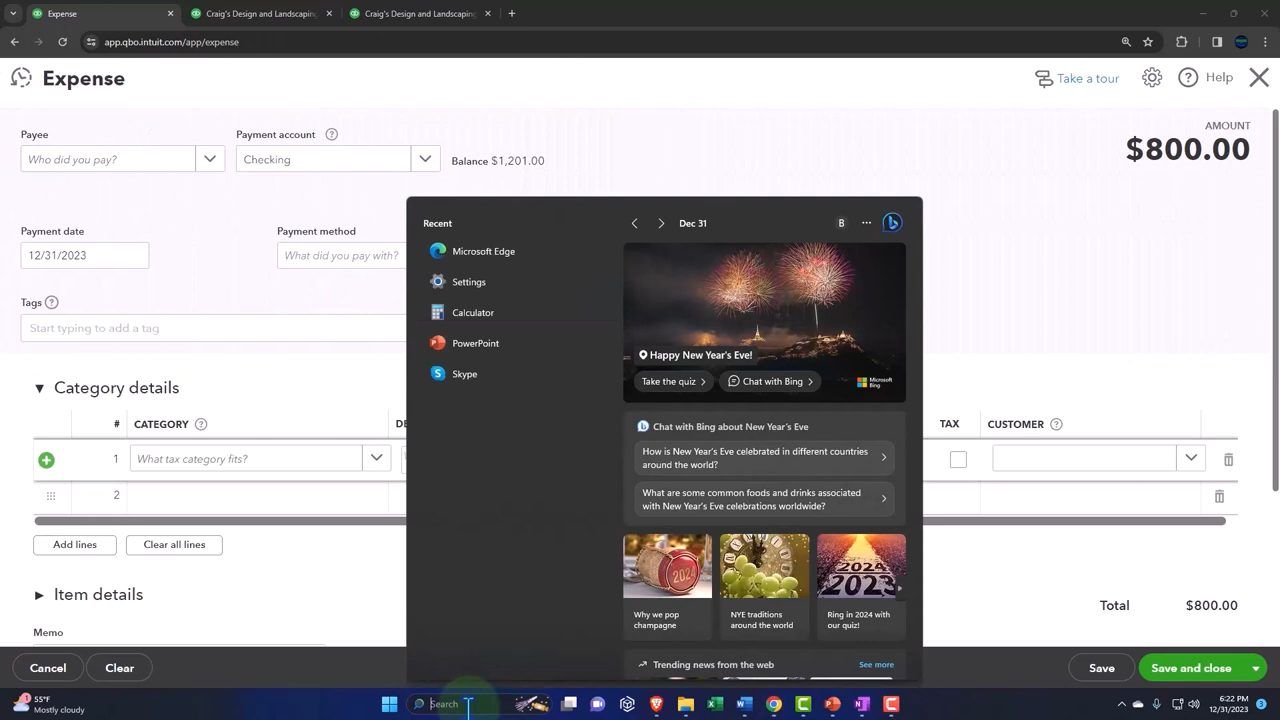 Expense
Craig's Design and Landscaping
Craig's Design and Landscaping
app.qbo.intuit.com/app/expense
Expense
Take a tour
Help
Payee
Payment account
AMOUNT
Who did you pay?
Checking
Balance $1,201.00
$800.00
Payment date
Payment method
12/31/2023
What did you pay with?
Tags
Start typing to add a tag
Category details
#
CATEGORY
TAX
CUSTOMER
1
What tax category fits?
2
Add lines
Clear all lines
Item details
Total
$800.00
Memo
Cancel
Clear
Save
Save and close
Recent
Dec 31
B
Microsoft Edge
Settings
Calculator
PowerPoint
Skype
Happy New Year's Eve!
Take the quiz
Chat with Bing
Microsoft
Bing
Chat with Bing about New Year's Eve
How is New Year's Eve celebrated in different countries
around the world?
What are some common foods and drinks associated
with New Year's Eve celebrations worldwide?
2024
2024
2023
Why we pop
champagne
NYE traditions
around the world
Ring in 2024 with
our quiz!
Trending news from the web
See more
55°F
Mostly cloudy
Search
6:22 PM
12/31/2023